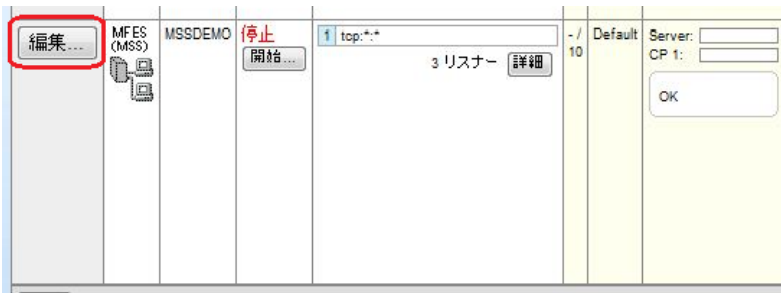 編集...
MFES
(MSS)
MSSDEMO
停止
開始...
1 tcp:*:*
3 リスナー 詳細
- /
10
Default
Server:
CP 1:
OK